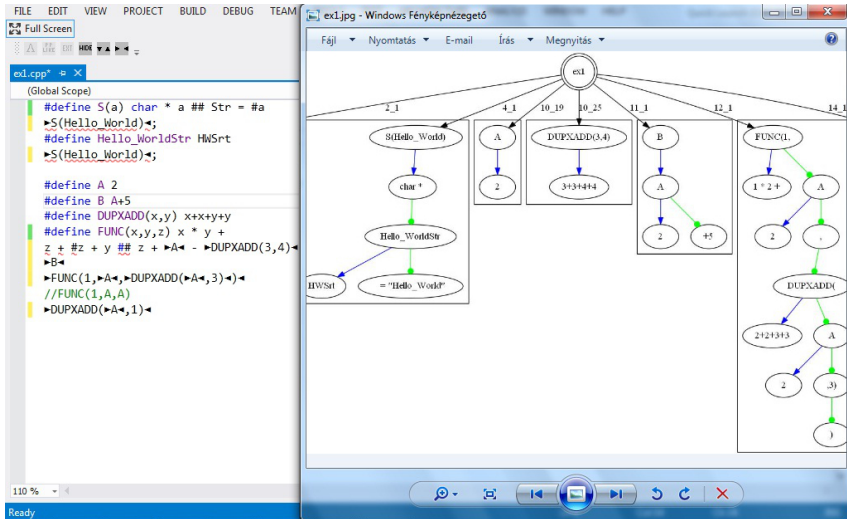 FILE EDIT VIEW PROJECT BUILD DEBUG TEAM
Full Screen
HIDE
ex1.cpp*
(Global Scope)
#define S(a) char * a ## Str = #a
►S(Hello_World)◄;
#define Hello_WorldStr HWSrt
►S(Hello_World)◄;
#define A 2
#define B A+5
#define DUPXADD(x,y) x+x+y+y
#define FUNC(x,y,z) x * y +
z + #z + y ## z + ►A◄ - ►DUPXADD(3,4)◄
►B◄
►FUNC(1,►A◄,►DUPXADD(►A◄,3)◄)◄
//FUNC(1,A,A)
►DUPXADD(►A◄,1)◄
110 %
Ready
ex1.jpg - Windows Fényképnézegető
Fájl Nyomtatás E-mail Írás Megnyitás
ex1
2_1 4_1 10_19 10_25 11_1 12_1 14_1
S(Hello_World) A DUPXADD(3,4) B FUNC(1,
char * 2 3+3+4+4 A 1 * 2 + A
Hello_WorldStr 2 +5 2 ,
HWSrt = "Hello_World" DUPXADD(
2+2+3+3 A
2 ,3)
)